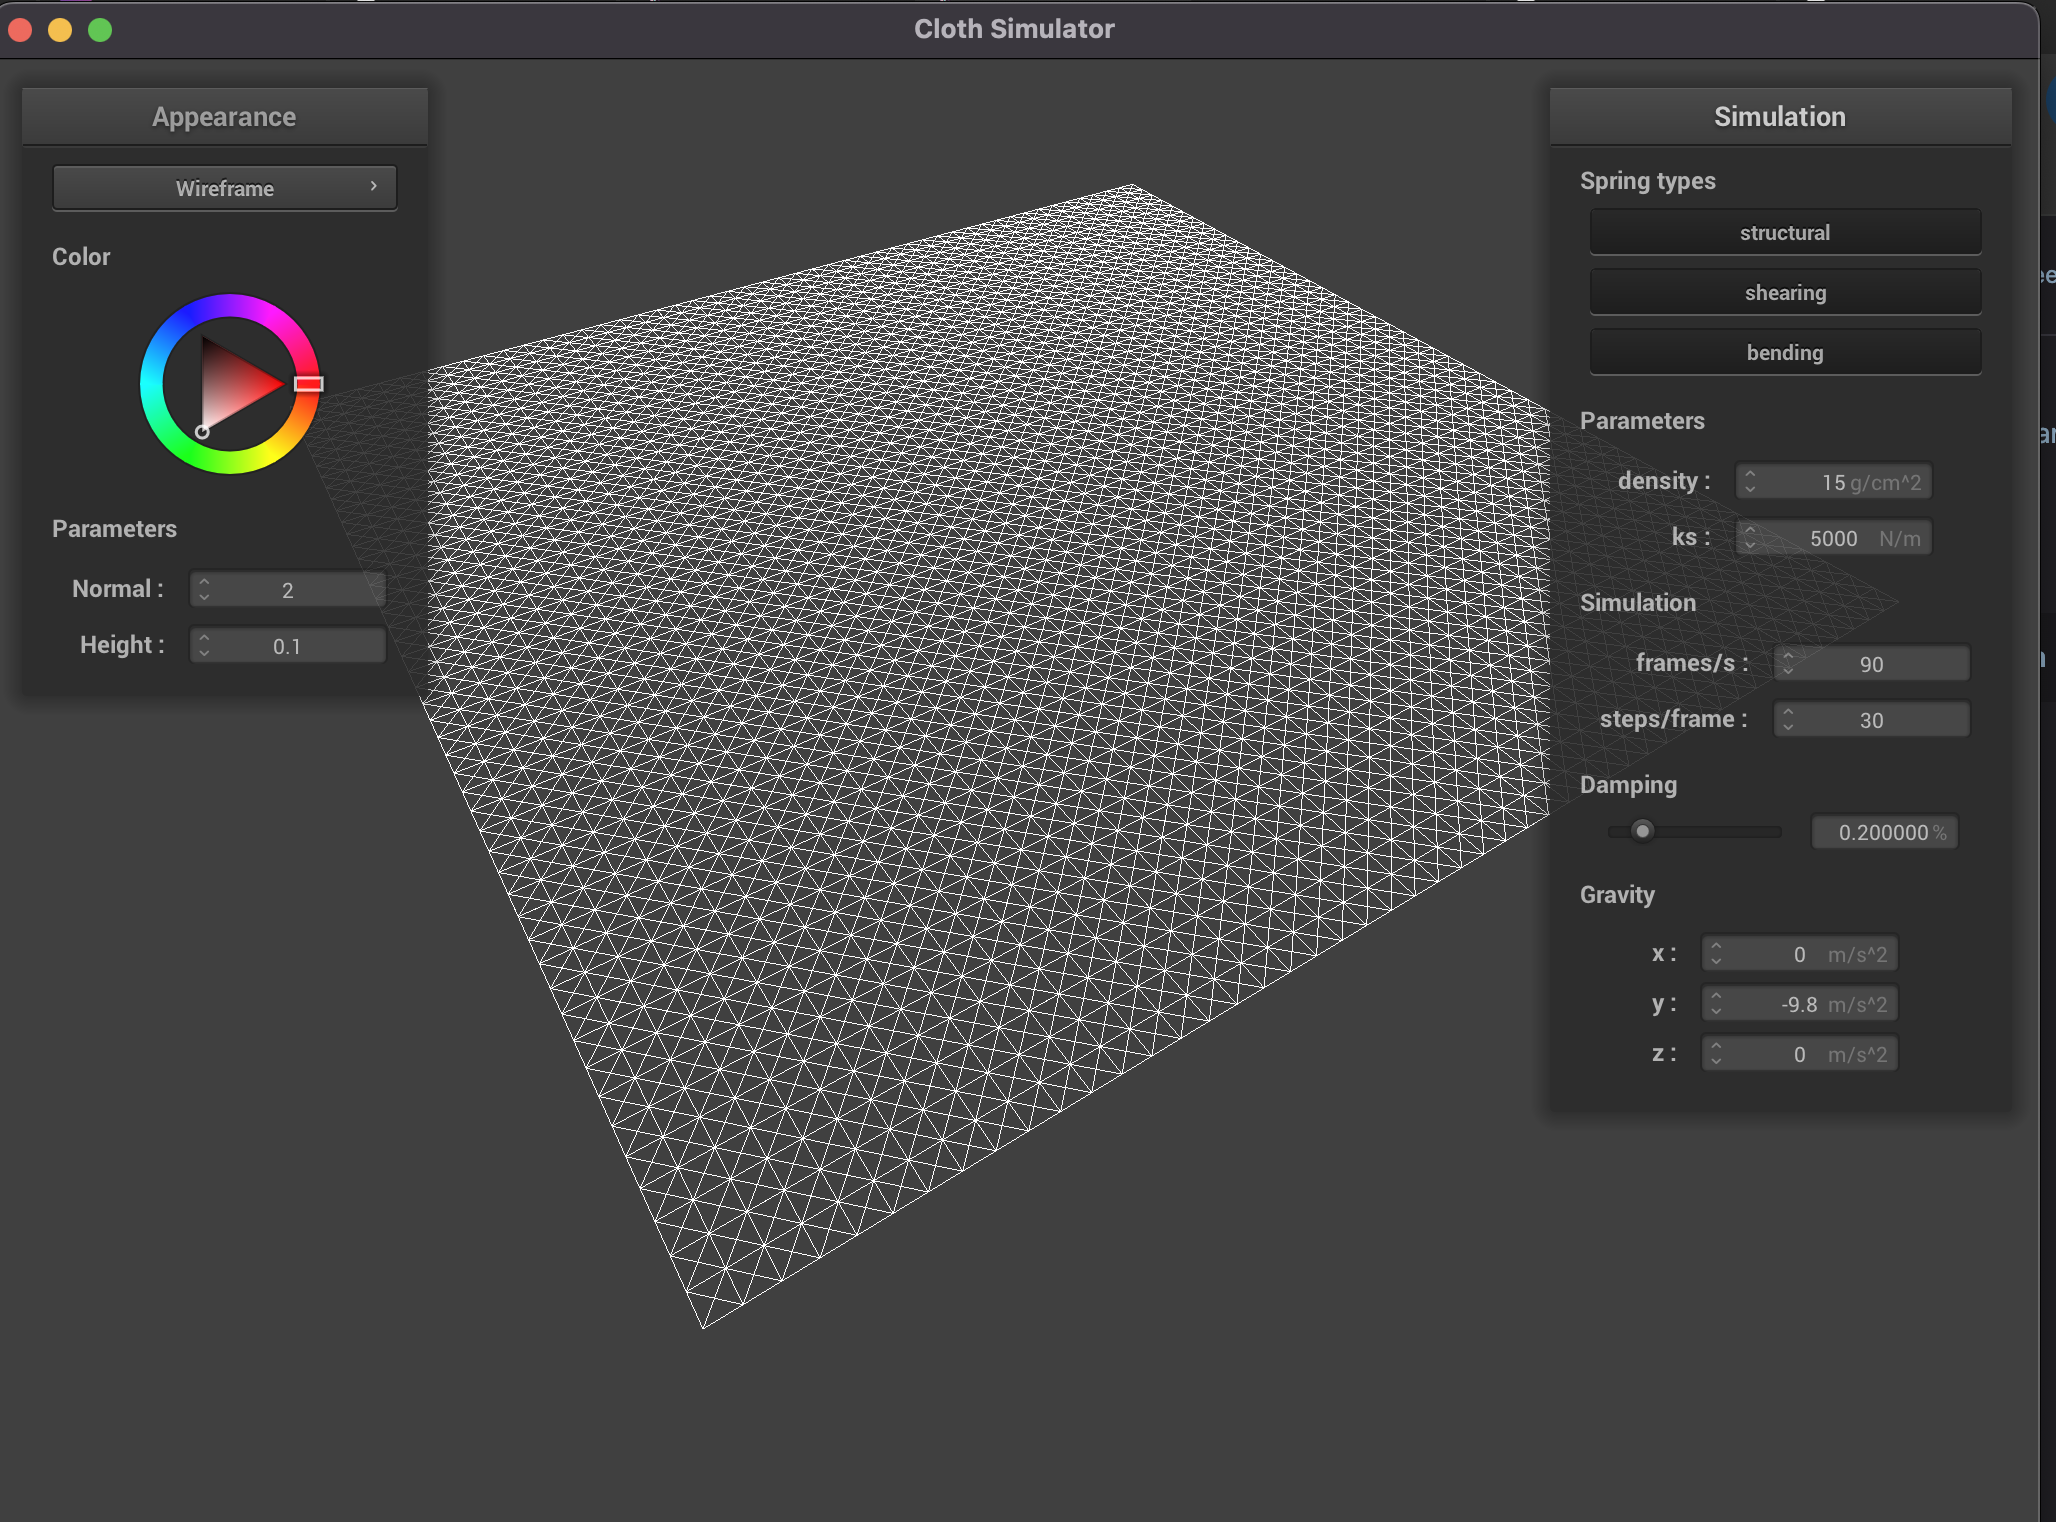 Cloth Simulator
Appearance
Wireframe
Color
Parameters
Normal : 2
Height : 0.1
Simulation
Spring types
structural
shearing
bending
Parameters
density : 15 g/cm^2
ks : 5000 N/m
Simulation
frames/s : 90
steps/frame : 30
Damping
0.200000 %
Gravity
x : 0 m/s^2
y : -9.8 m/s^2
z : 0 m/s^2